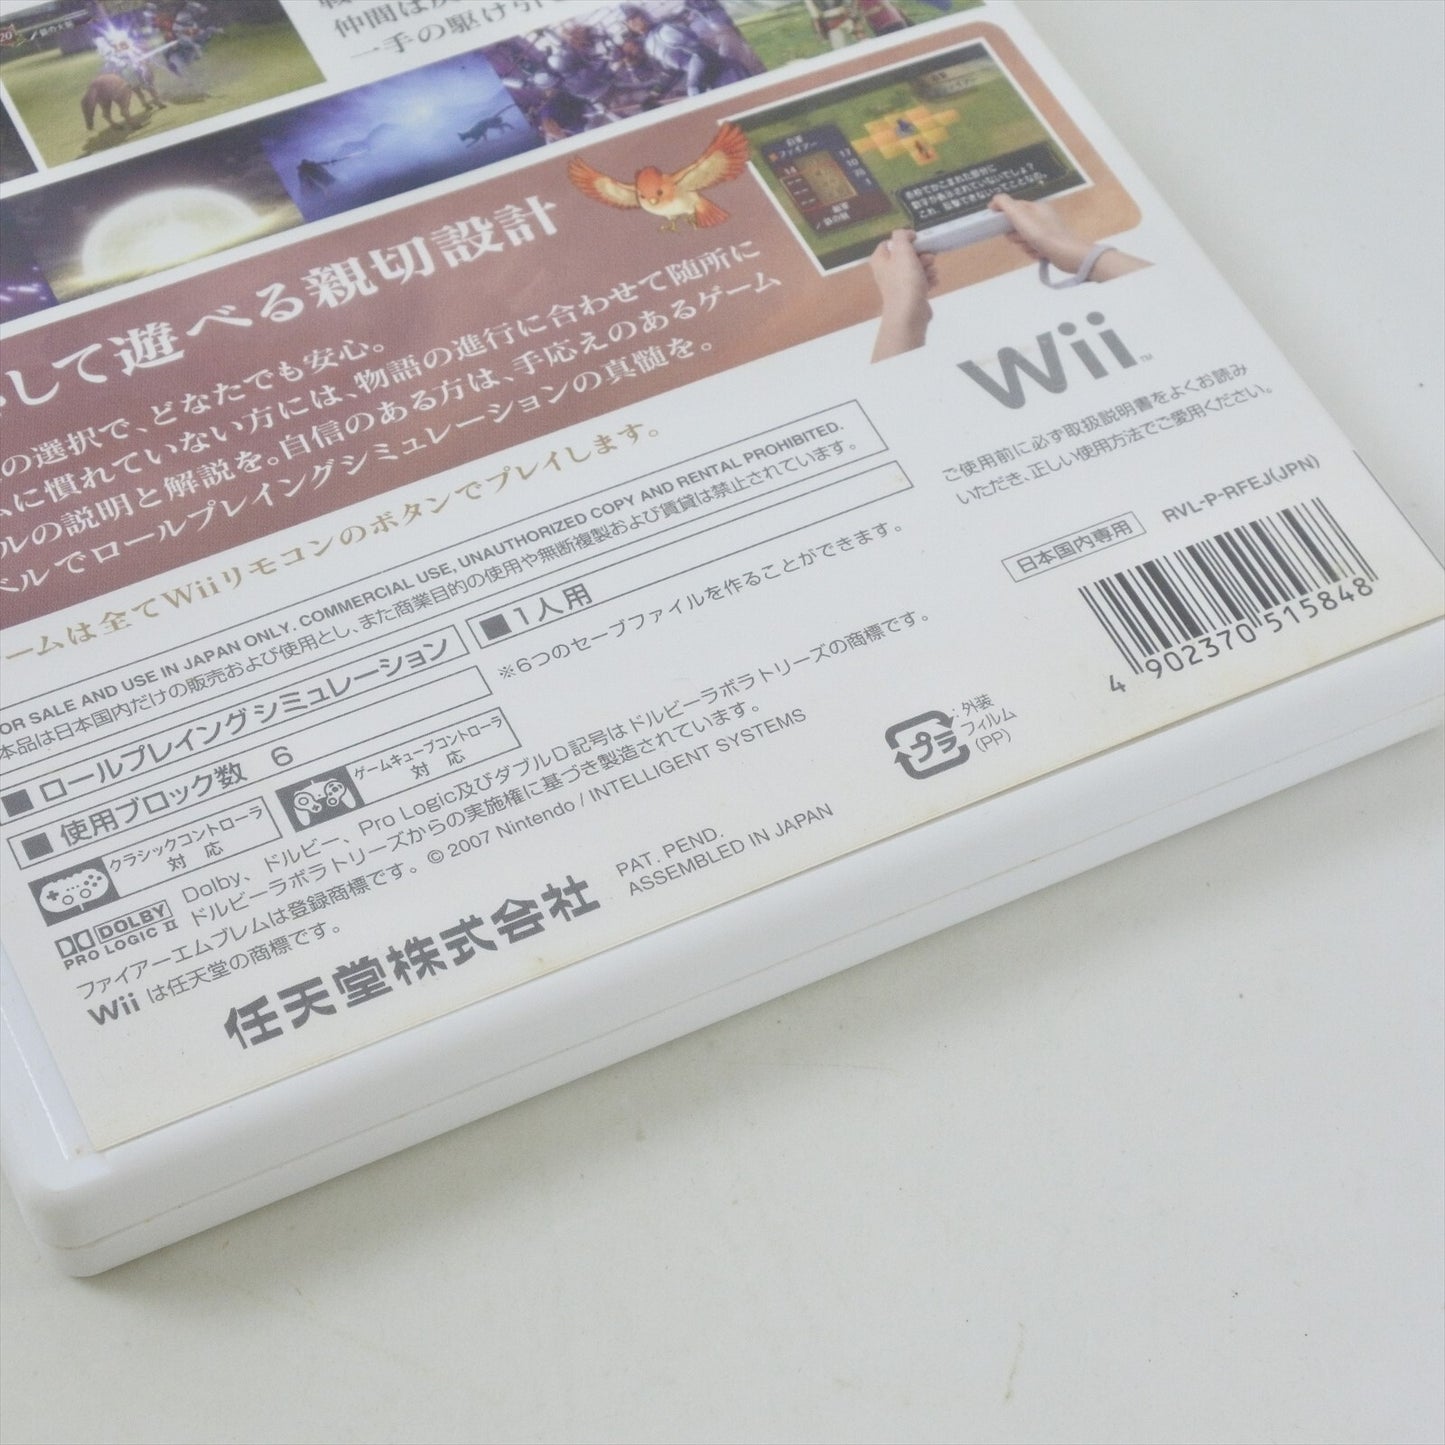 仲間は
一手の駆け引
して遊べる親切設計
の選択で、どなたでも安心。
に慣れていない方には、物語の進行に合わせて随所に
ルの説明と解説を。自信のある方は、手応えのあるゲーム
ベルでロールプレイングシミュレーションの真髄を。
ームは全てWiiリモコンのボタンでプレイします。
白軍
ファイアー
Wii™
ご使用前に必ず取扱説明書をよくお読み
いただき、正しい使用方法でご愛用ください。
日本国内専用
RVL-P-RFEJ(JPN)
4 902370 515848
FOR SALE AND USE IN JAPAN ONLY. COMMERCIAL USE, UNAUTHORIZED COPY AND RENTAL PROHIBITED.
本品は日本国内だけの販売および使用とし、また商業目的の使用や無断複製および賃貸は禁止されています。
■ロールプレイングシミュレーション
■1人用
■使用ブロック数 6
※6つのセーブファイルを作ることができます。
クラシックコントローラ
対応
ゲームキューブコントローラ
対応
DOLBY
PRO LOGIC II
Dolby、ドルビー、Pro Logic及びダブルD記号はドルビーラボラトリーズの商標です。
ドルビーラボラトリーズからの実施権に基づき製造されています。
ファイアーエムブレムは登録商標です。 © 2007 Nintendo / INTELLIGENT SYSTEMS
Wii は任天堂の商標です。
任天堂株式会社
PAT. PEND.
ASSEMBLED IN JAPAN
プラ
:外装
フィルム
(PP)